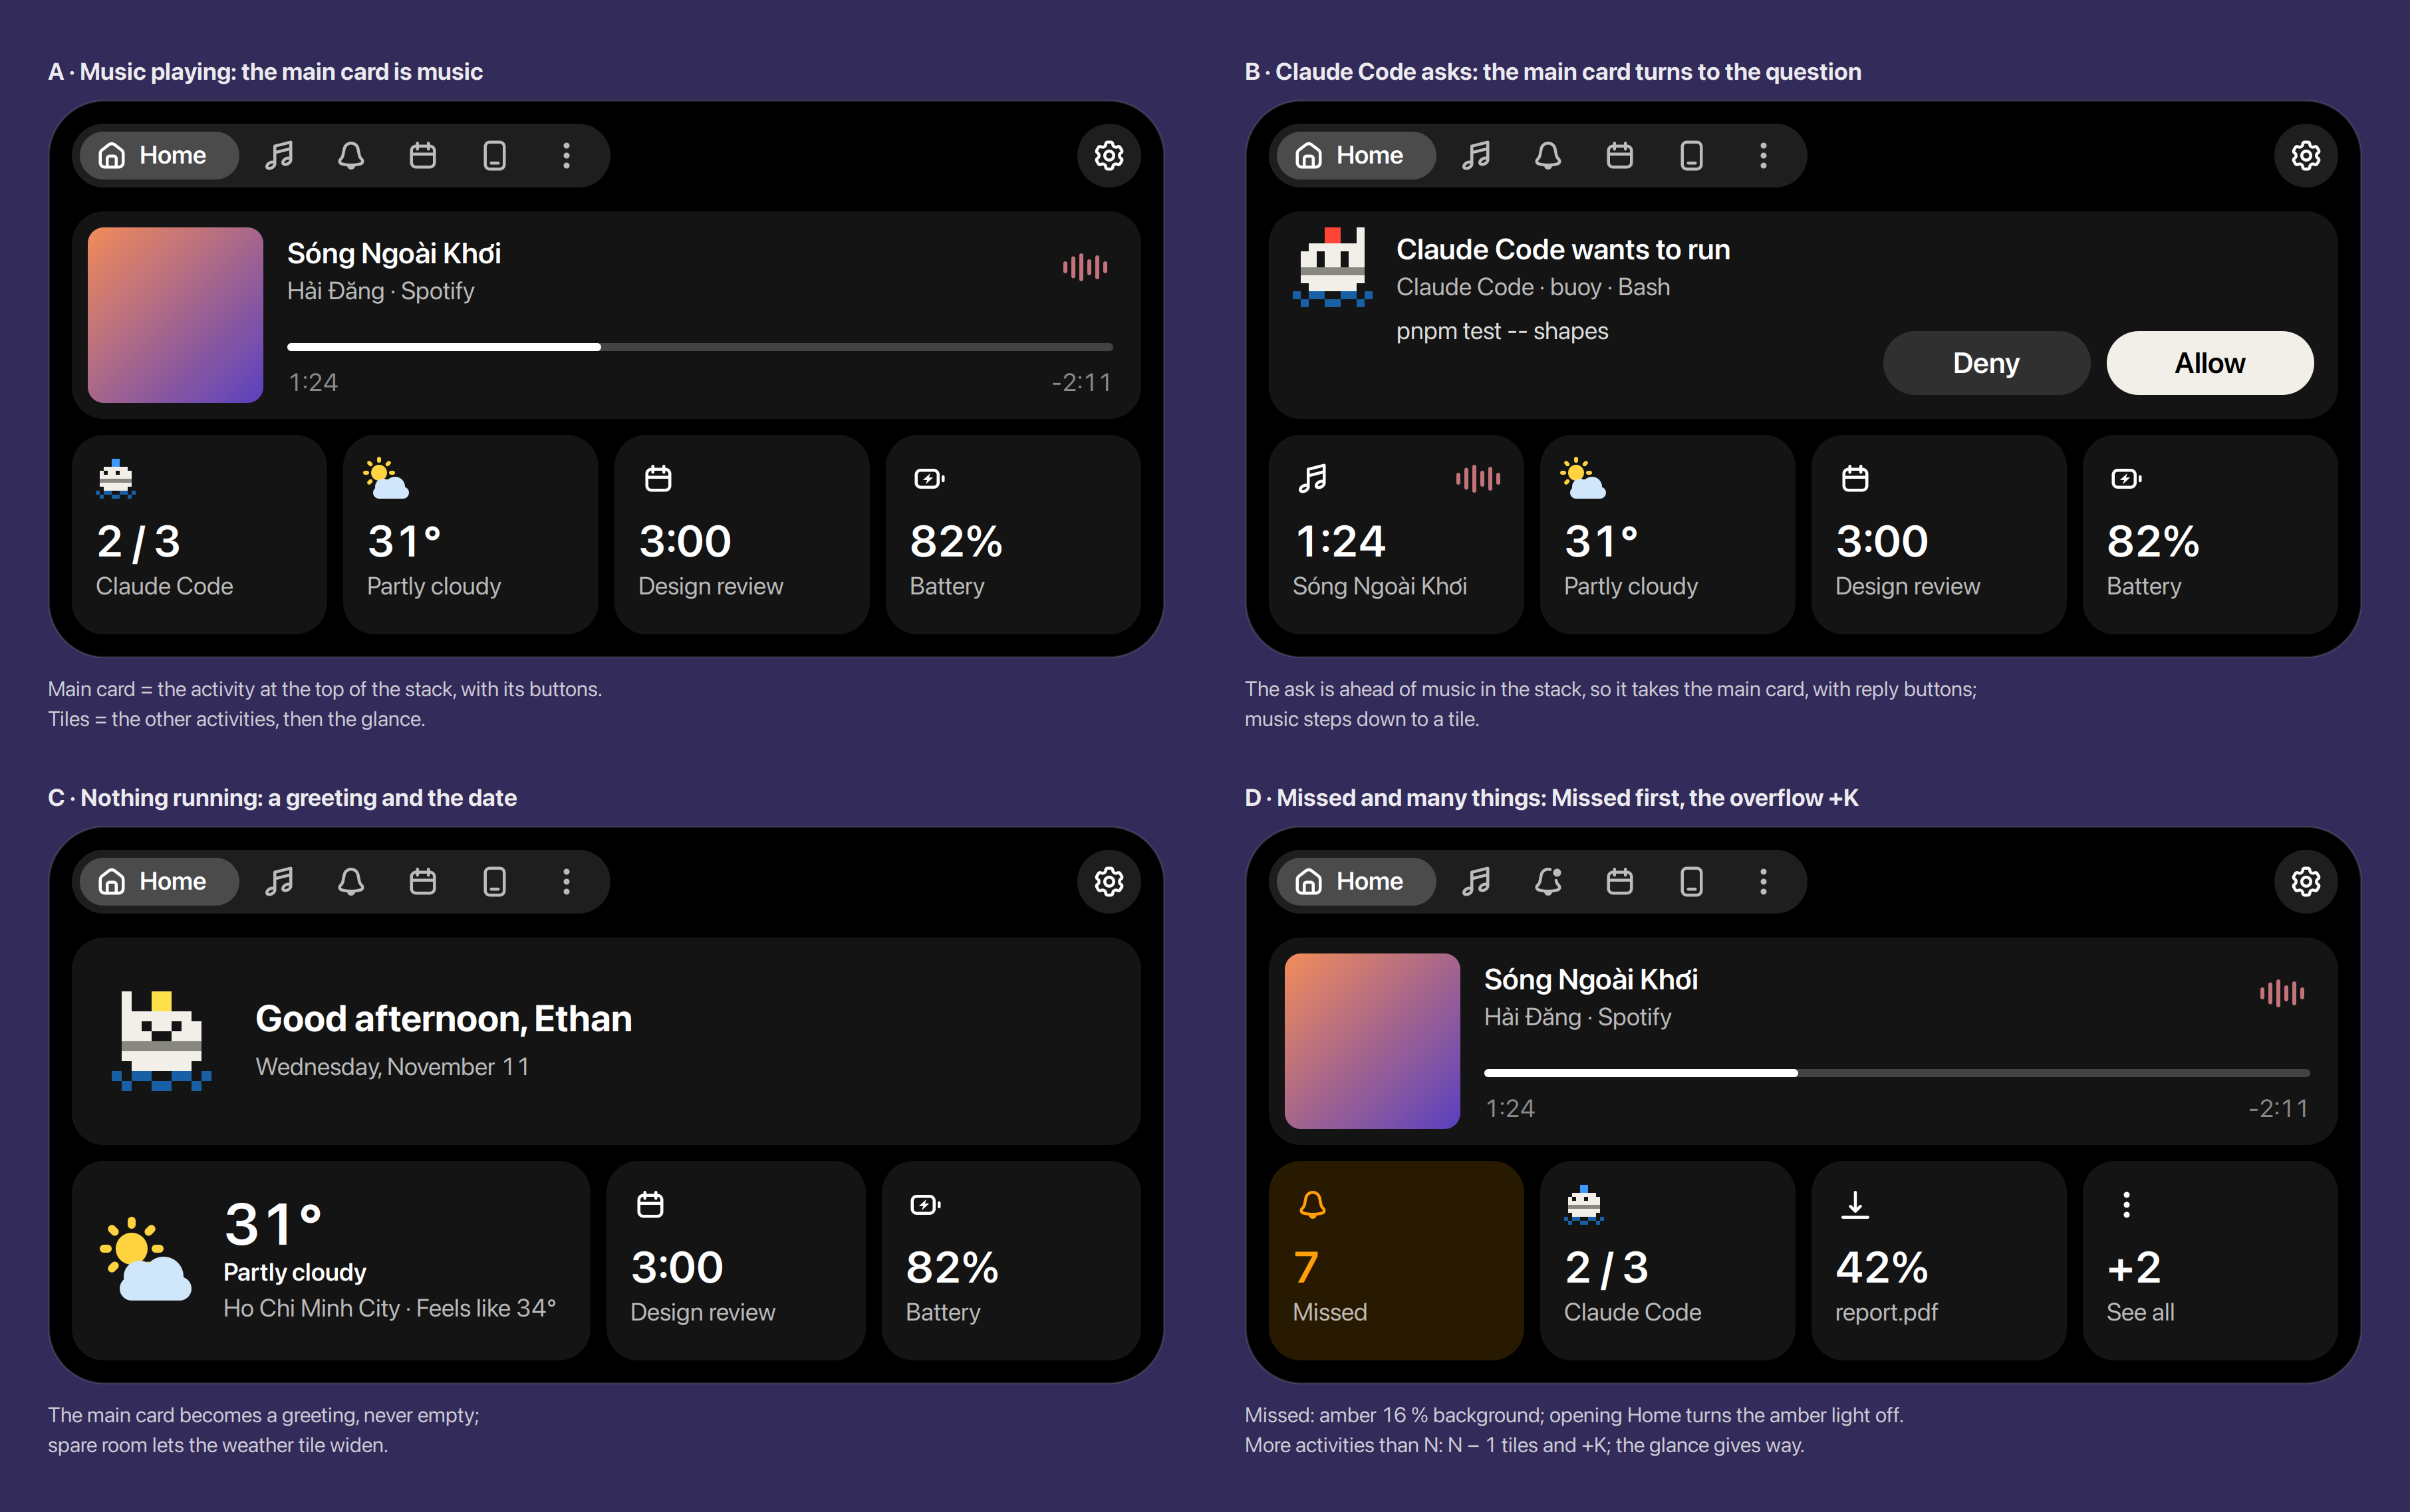 A · Music playing: the main card is music
Home
Sóng Ngoài Khơi
Hải Đăng · Spotify
1:24
-2:11
2 / 3
Claude Code
31°
Partly cloudy
3:00
Design review
82%
Battery
Main card = the activity at the top of the stack, with its buttons.
Tiles = the other activities, then the glance.
B · Claude Code asks: the main card turns to the question
Home
Claude Code wants to run
Claude Code · buoy · Bash
pnpm test -- shapes
Deny
Allow
1:24
Sóng Ngoài Khơi
31°
Partly cloudy
3:00
Design review
82%
Battery
The ask is ahead of music in the stack, so it takes the main card, with reply buttons;
music steps down to a tile.
C · Nothing running: a greeting and the date
Home
Good afternoon, Ethan
Wednesday, November 11
31°
Partly cloudy
Ho Chi Minh City · Feels like 34°
3:00
Design review
82%
Battery
The main card becomes a greeting, never empty;
spare room lets the weather tile widen.
D · Missed and many things: Missed first, the overflow +K
Home
Sóng Ngoài Khơi
Hải Đăng · Spotify
1:24
-2:11
7
Missed
2 / 3
Claude Code
42%
report.pdf
+2
See all
Missed: amber 16 % background; opening Home turns the amber light off.
More activities than N: N − 1 tiles and +K; the glance gives way.